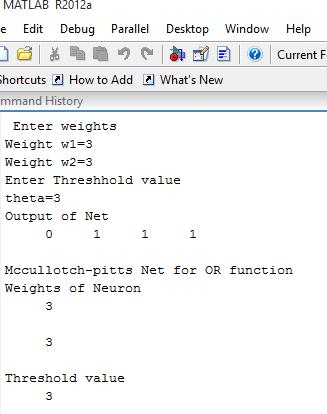 MATLAB R2012a
e Edit Debug Parallel Desktop Window Help
Current F
Shortcuts How to Add What's New
mmand History
Enter weights
Weight w1=3
Weight w2=3
Enter Threshhold value
theta=3
Output of Net
0 1 1 1
Mccullotch-pitts Net for OR function
Weights of Neuron
3
3
Threshold value
3